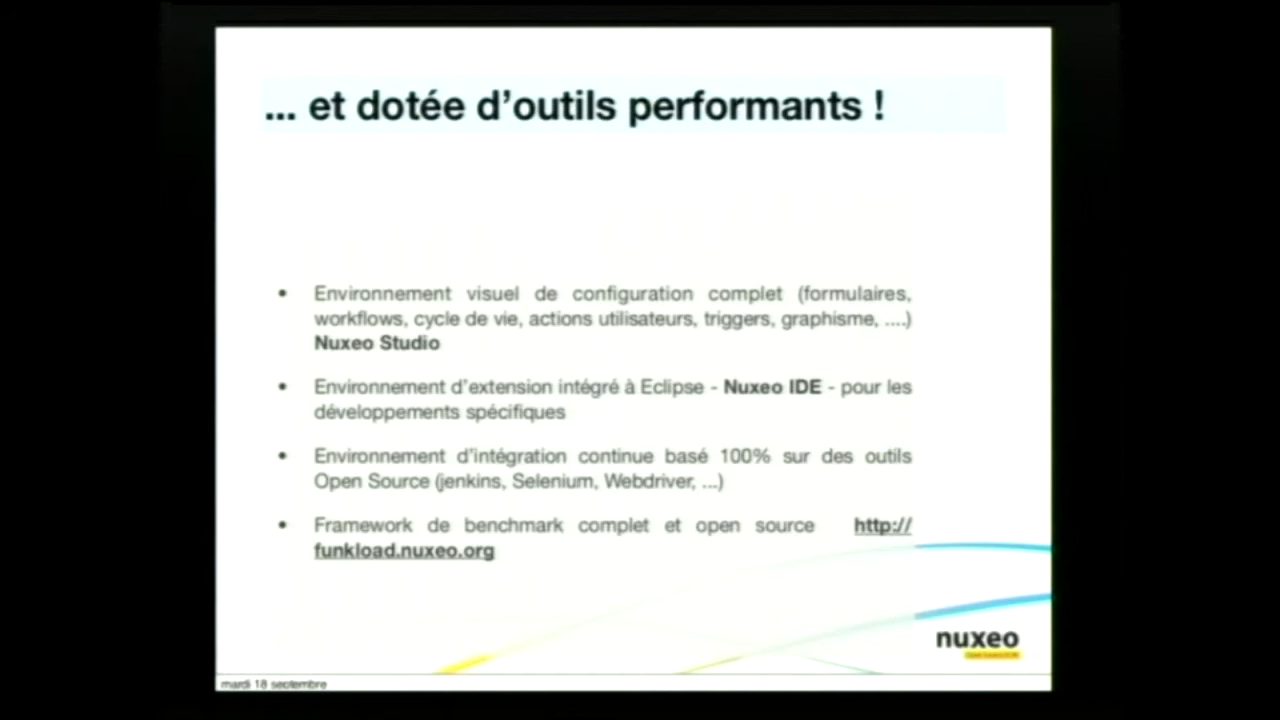 ... et dotée d'outils performants !
• Environnement visuel de configuration complet (formulaires,
workflows, cycle de vie, actions utilisateurs, triggers, graphisme, ....)
Nuxeo Studio
• Environnement d'extension intégré à Eclipse - Nuxeo IDE - pour les
développements spécifiques
• Environnement d'intégration continue basé 100% sur des outils
Open Source (jenkins, Selenium, Webdriver, ...)
• Framework de benchmark complet et open source http://
funkload.nuxeo.org
nuxeo
mardi 18 septembre